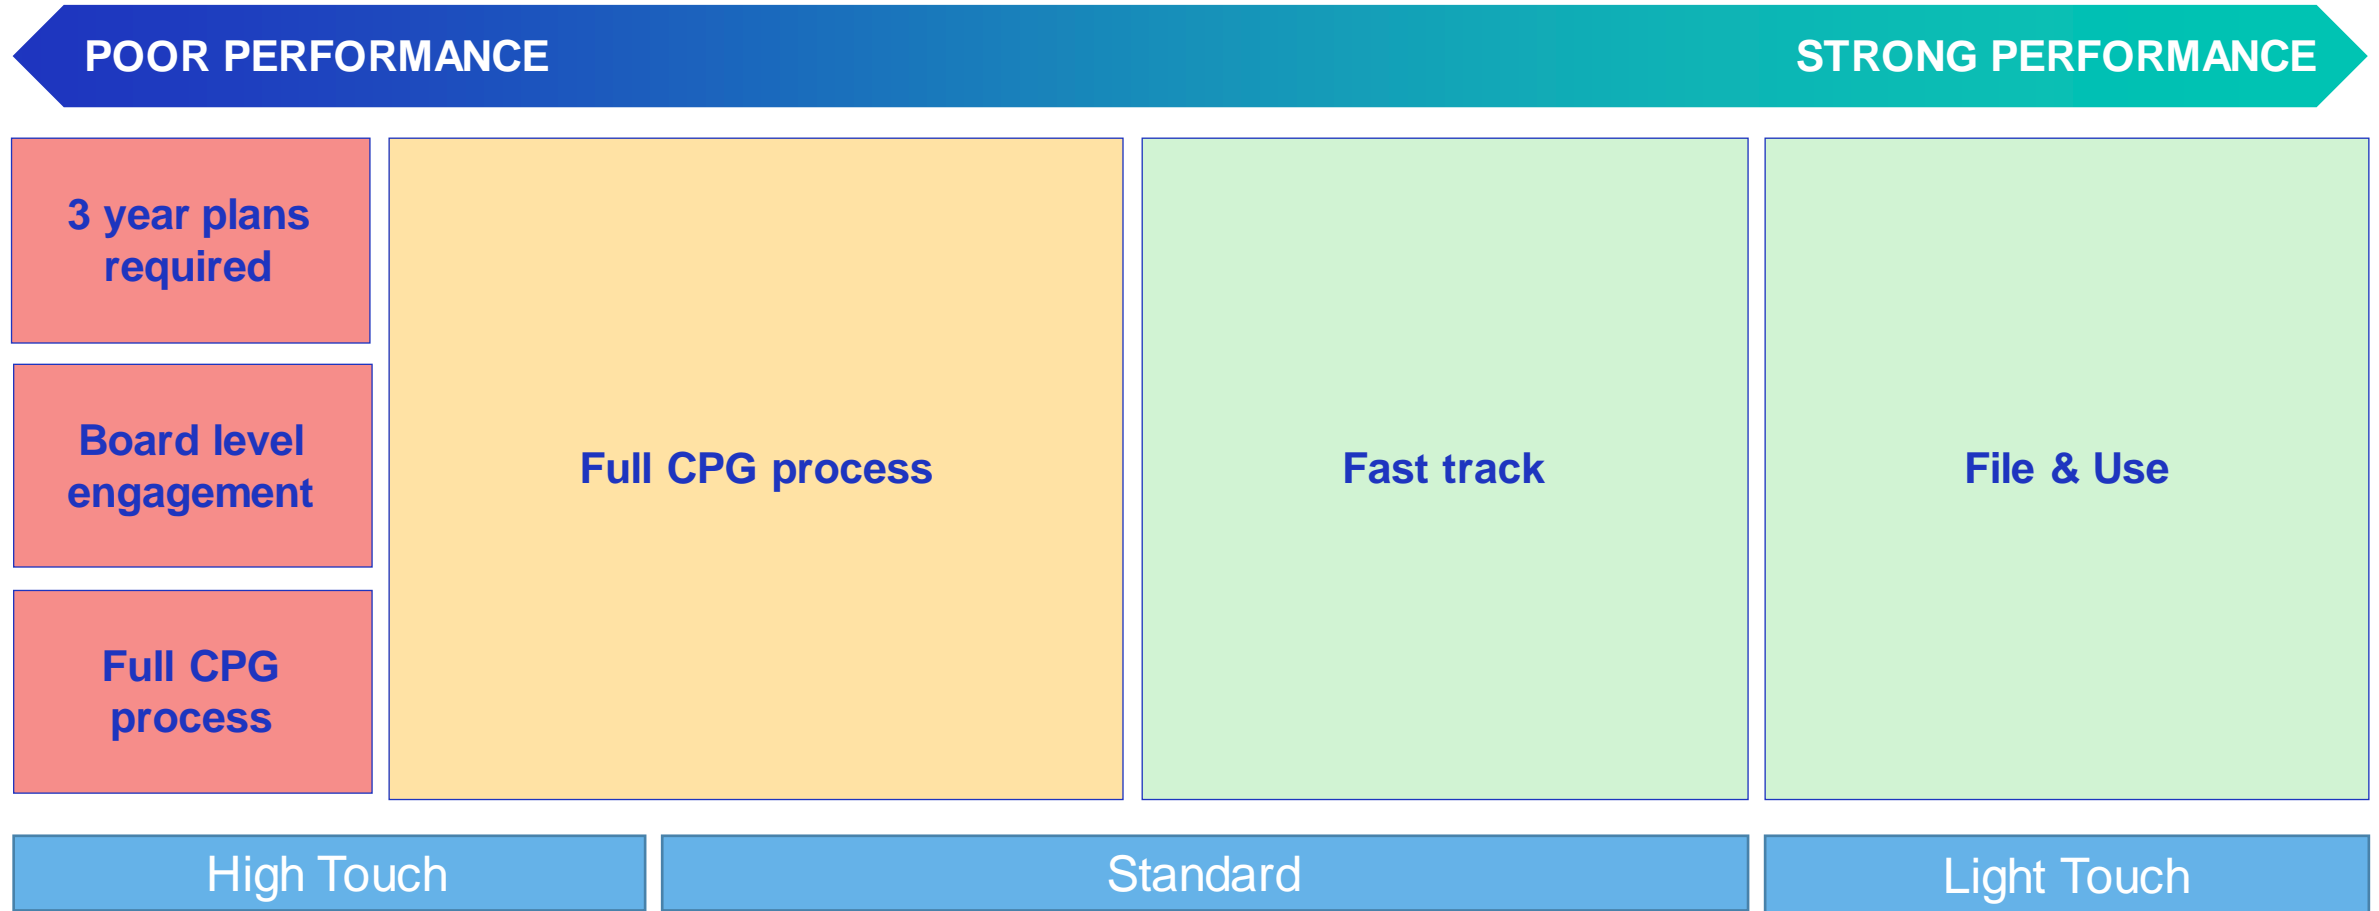 POOR PERFORMANCE
STRONG PERFORMANCE
3 year plans
required
Board level
engagement
Full CPG
process
Full CPG process
Fast track
File & Use
High Touch
Standard
Light Touch